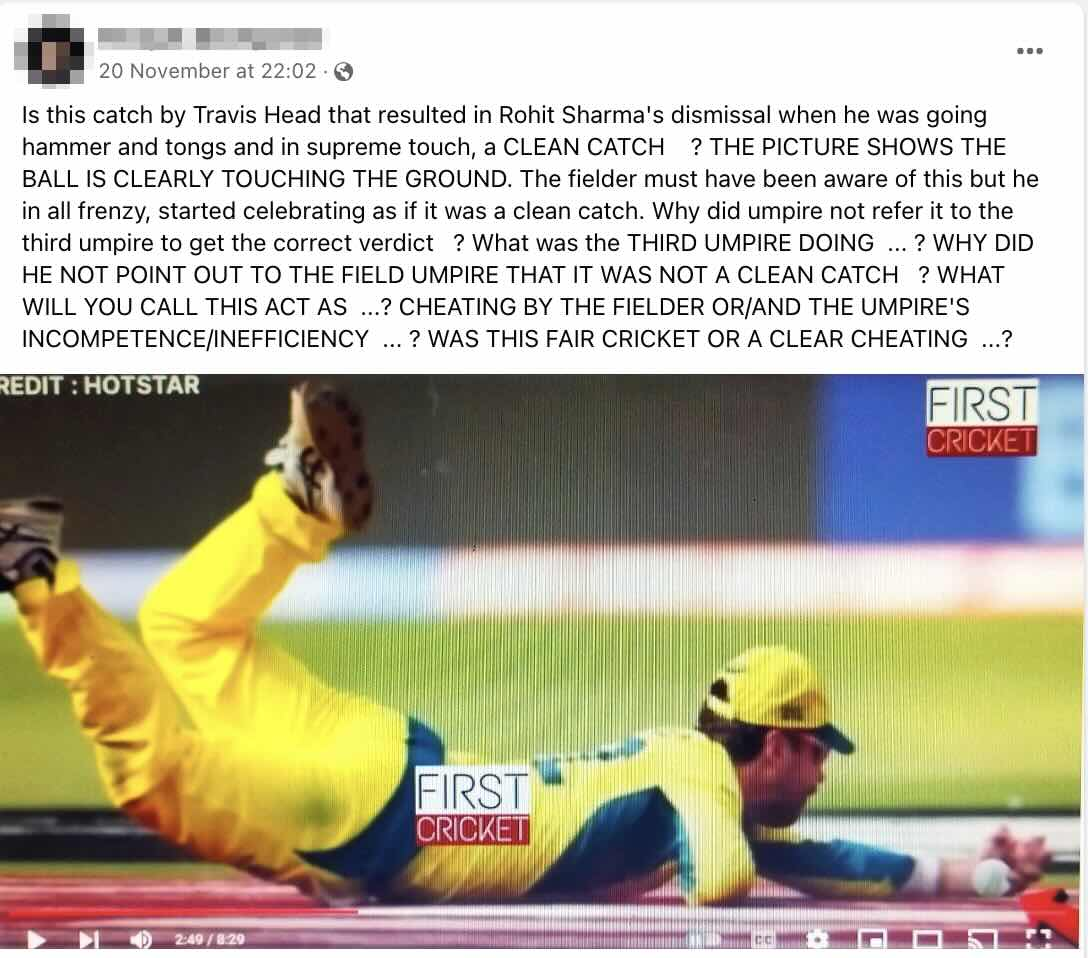 20 November at 22:02 ·
Is this catch by Travis Head that resulted in Rohit Sharma's dismissal when he was going
hammer and tongs and in supreme touch, a CLEAN CATCH ? THE PICTURE SHOWS THE
BALL IS CLEARLY TOUCHING THE GROUND. The fielder must have been aware of this but he
in all frenzy, started celebrating as if it was a clean catch. Why did umpire not refer it to the
third umpire to get the correct verdict ? What was the THIRD UMPIRE DOING ... ? WHY DID
HE NOT POINT OUT TO THE FIELD UMPIRE THAT IT WAS NOT A CLEAN CATCH ? WHAT
WILL YOU CALL THIS ACT AS ...? CHEATING BY THE FIELDER OR/AND THE UMPIRE'S
INCOMPETENCE/INEFFICIENCY ... ? WAS THIS FAIR CRICKET OR A CLEAR CHEATING ...?
REDIT : HOTSTAR
FIRST
CRICKET
FIRST
CRICKET
2:49 / 8:29
CC